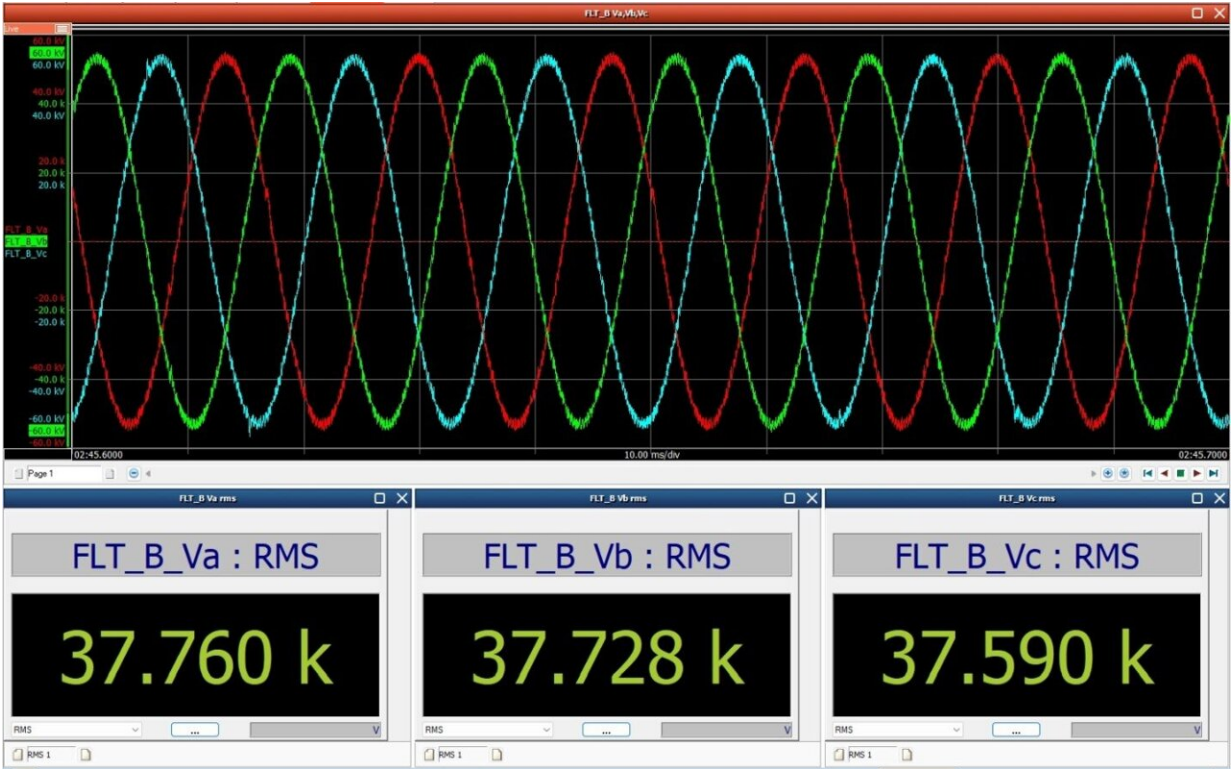 FLT_B Va,Vb,Vc
Live
60.0 kV
60.0 kV
60.0 kV
40.0 kV
40.0 k
40.0 kV
20.0 k
20.0 k
20.0 k
FLT_B_Va
FLT_B_Vb
FLT_B_Vc
-20.0 k
-20.0 k
-20.0 k
-40.0 kV
-40.0 k
-40.0 kV
-60.0 kV
-60.0 kV
-60.0 kV
02:45.6000 10.00 ms/div 02:45.7000
Page 1
FLT_B Va rms FLT_B Vb rms FLT_B Vc rms
FLT_B_Va : RMS FLT_B_Vb : RMS FLT_B_Vc : RMS
37.760 k 37.728 k 37.590 k
RMS ... V RMS ... V RMS ... V
RMS 1 RMS 1 RMS 1